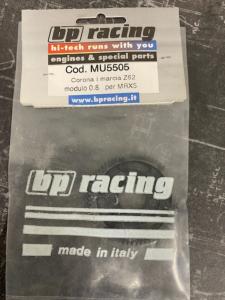 bp racing
hi-tech runs with you
engines & special parts
Cod. MU5505
Corona I marcia Z62
modulo 0.8 per MRX5
www.bpracing.it
bp racing
made in italy